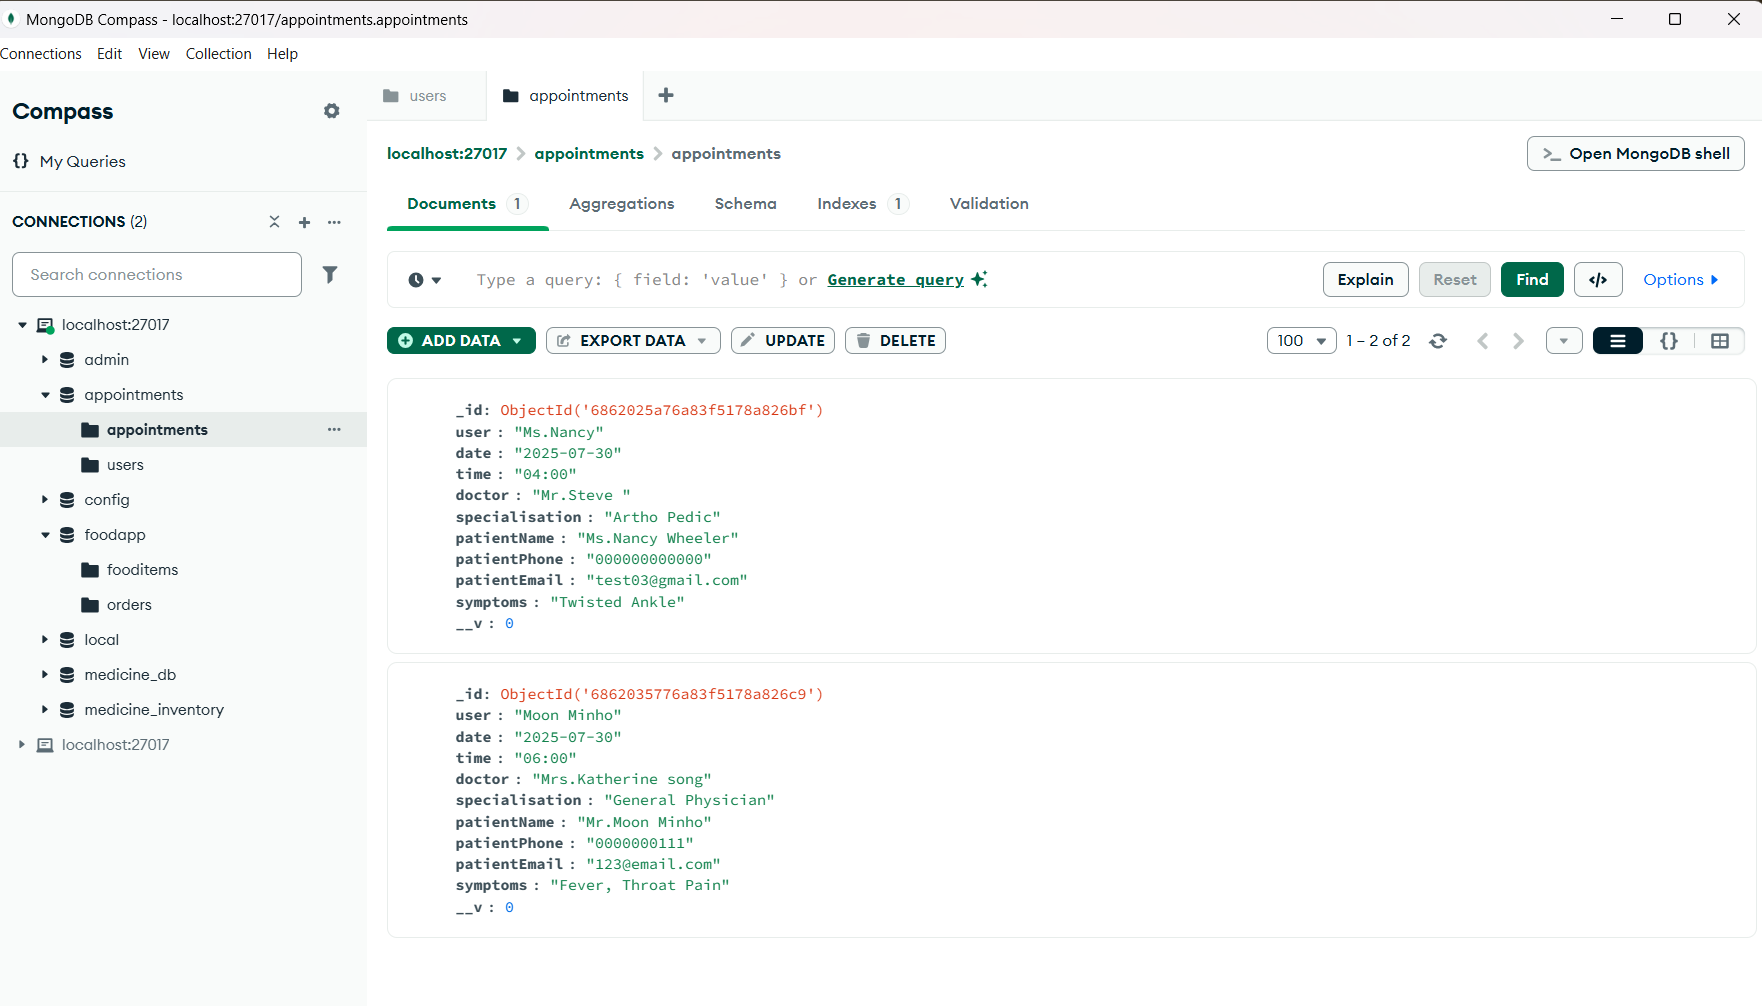 MongoDB Compass - localhost:27017/appointments.appointments
Connections Edit View Collection Help
Compass
{} My Queries
CONNECTIONS (2)
Search connections
localhost:27017
admin
appointments
appointments
users
config
foodapp
fooditems
orders
local
medicine_db
medicine_inventory
localhost:27017
users appointments
localhost:27017 > appointments > appointments
>_ Open MongoDB shell
Documents 1 Aggregations Schema Indexes 1 Validation
Type a query: { field: 'value' } or Generate query
Explain Reset Find </> Options
ADD DATA EXPORT DATA UPDATE DELETE
100 1 – 2 of 2 {}
_id: ObjectId('6862025a76a83f5178a826bf')
user : "Ms.Nancy"
date : "2025-07-30"
time : "04:00"
doctor : "Mr.Steve "
specialisation : "Artho Pedic"
patientName : "Ms.Nancy Wheeler"
patientPhone : "000000000000"
patientEmail : "test03@gmail.com"
symptoms : "Twisted Ankle"
__v : 0
_id: ObjectId('6862035776a83f5178a826c9')
user : "Moon Minho"
date : "2025-07-30"
time : "06:00"
doctor : "Mrs.Katherine song"
specialisation : "General Physician"
patientName : "Mr.Moon Minho"
patientPhone : "0000000111"
patientEmail : "123@email.com"
symptoms : "Fever, Throat Pain"
__v : 0